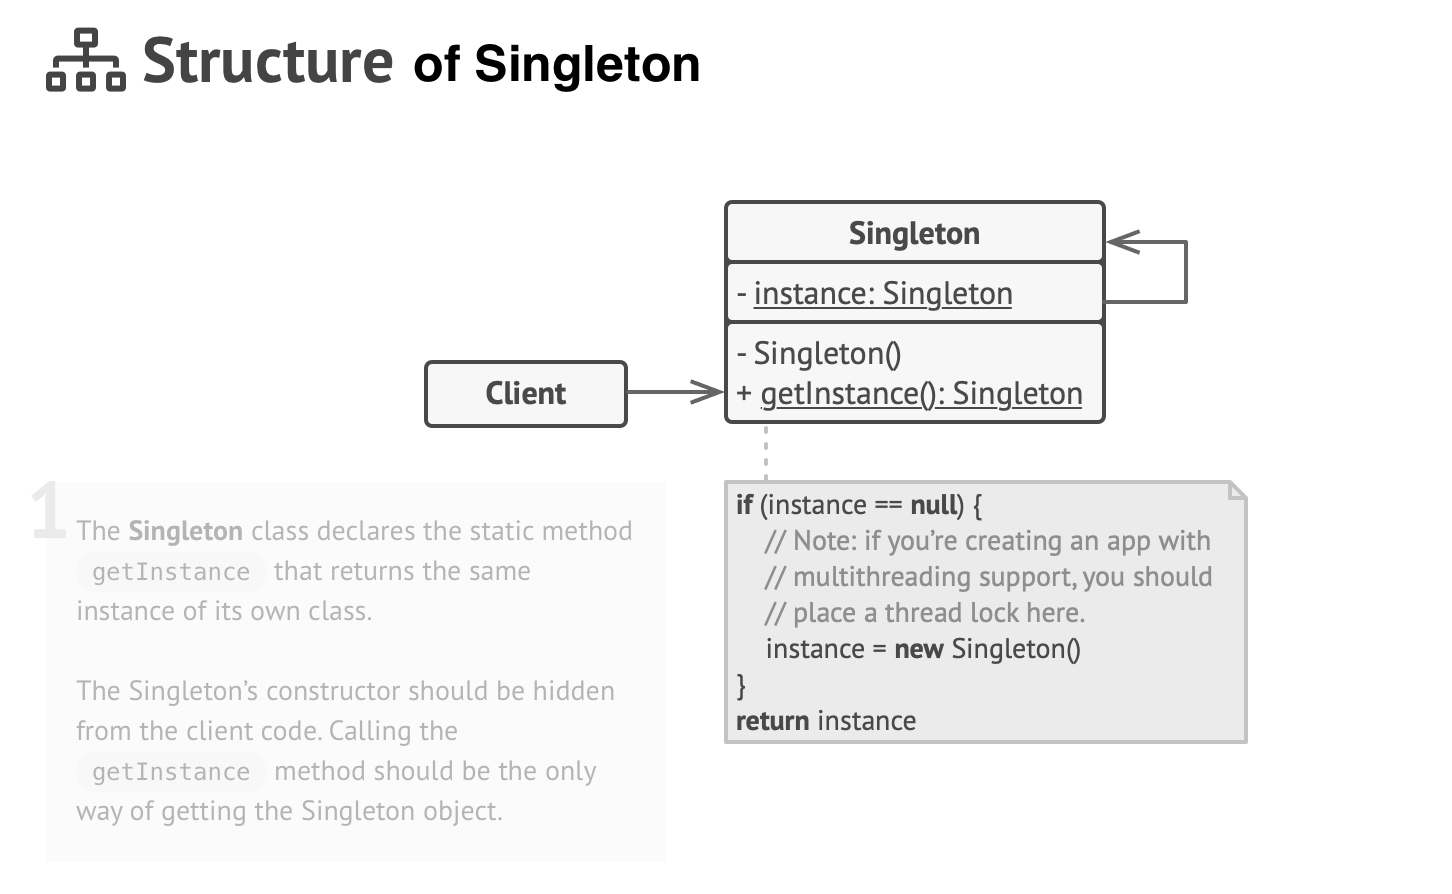 Structure of Singleton
Singleton
- instance: Singleton
- Singleton()
+ getInstance(): Singleton
Client
1
The Singleton class declares the static method
getInstance that returns the same
instance of its own class.
The Singleton’s constructor should be hidden
from the client code. Calling the
getInstance method should be the only
way of getting the Singleton object.
if (instance == null) {
// Note: if you’re creating an app with
// multithreading support, you should
// place a thread lock here.
instance = new Singleton()
}
return instance